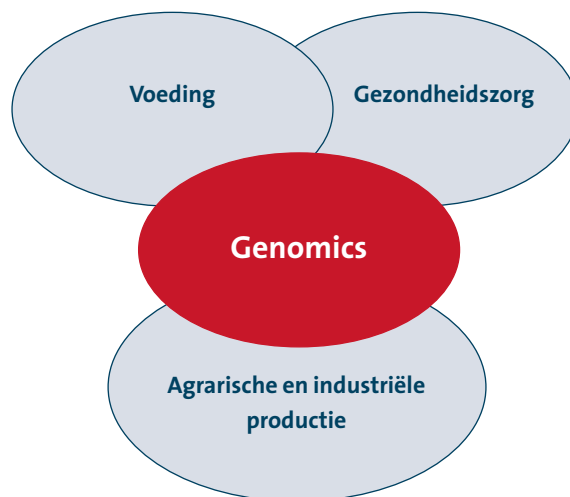 Voeding
Gezondheidszorg
Genomics
Agrarische en industriële
productie